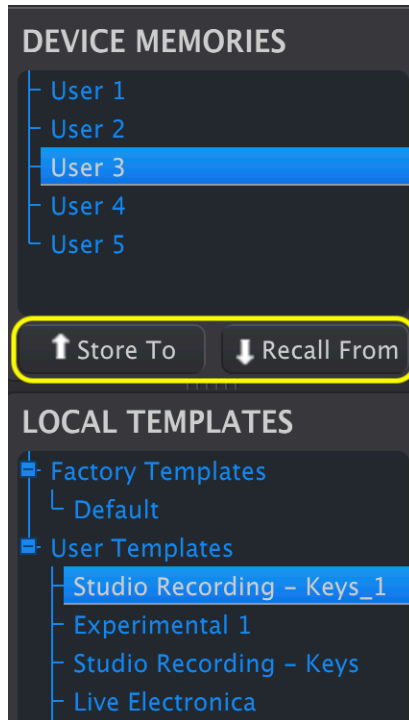 DEVICE MEMORIES
User 1
User 2
User 3
User 4
User 5
Store To
Recall From
LOCAL TEMPLATES
Factory Templates
Default
User Templates
Studio Recording – Keys_1
Experimental 1
Studio Recording – Keys
Live Electronica